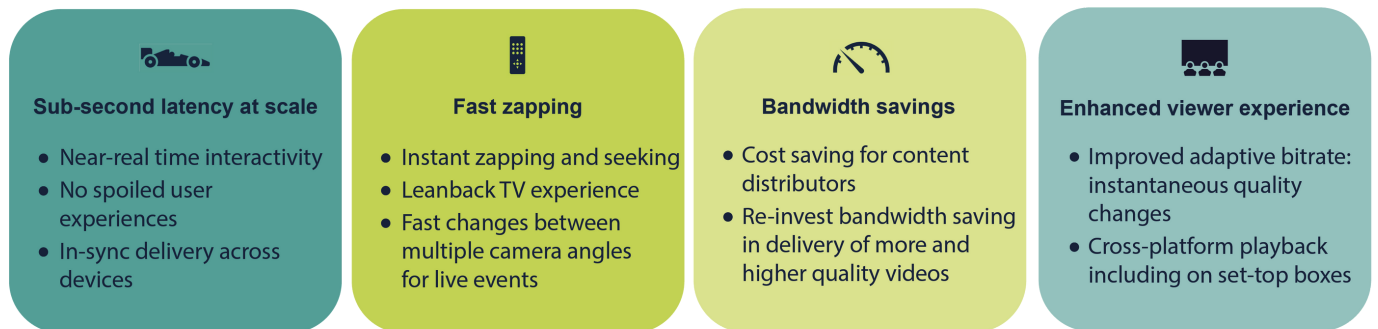 Sub-second latency at scale
• Near-real time interactivity
• No spoiled user
experiences
• In-sync delivery across
devices
Fast zapping
• Instant zapping and seeking
• Leanback TV experience
• Fast changes between
multiple camera angles
for live events
Bandwidth savings
• Cost saving for content
distributors
• Re-invest bandwidth saving
in delivery of more and
higher quality videos
Enhanced viewer experience
• Improved adaptive bitrate:
instantaneous quality
changes
• Cross-platform playback
including on set-top boxes